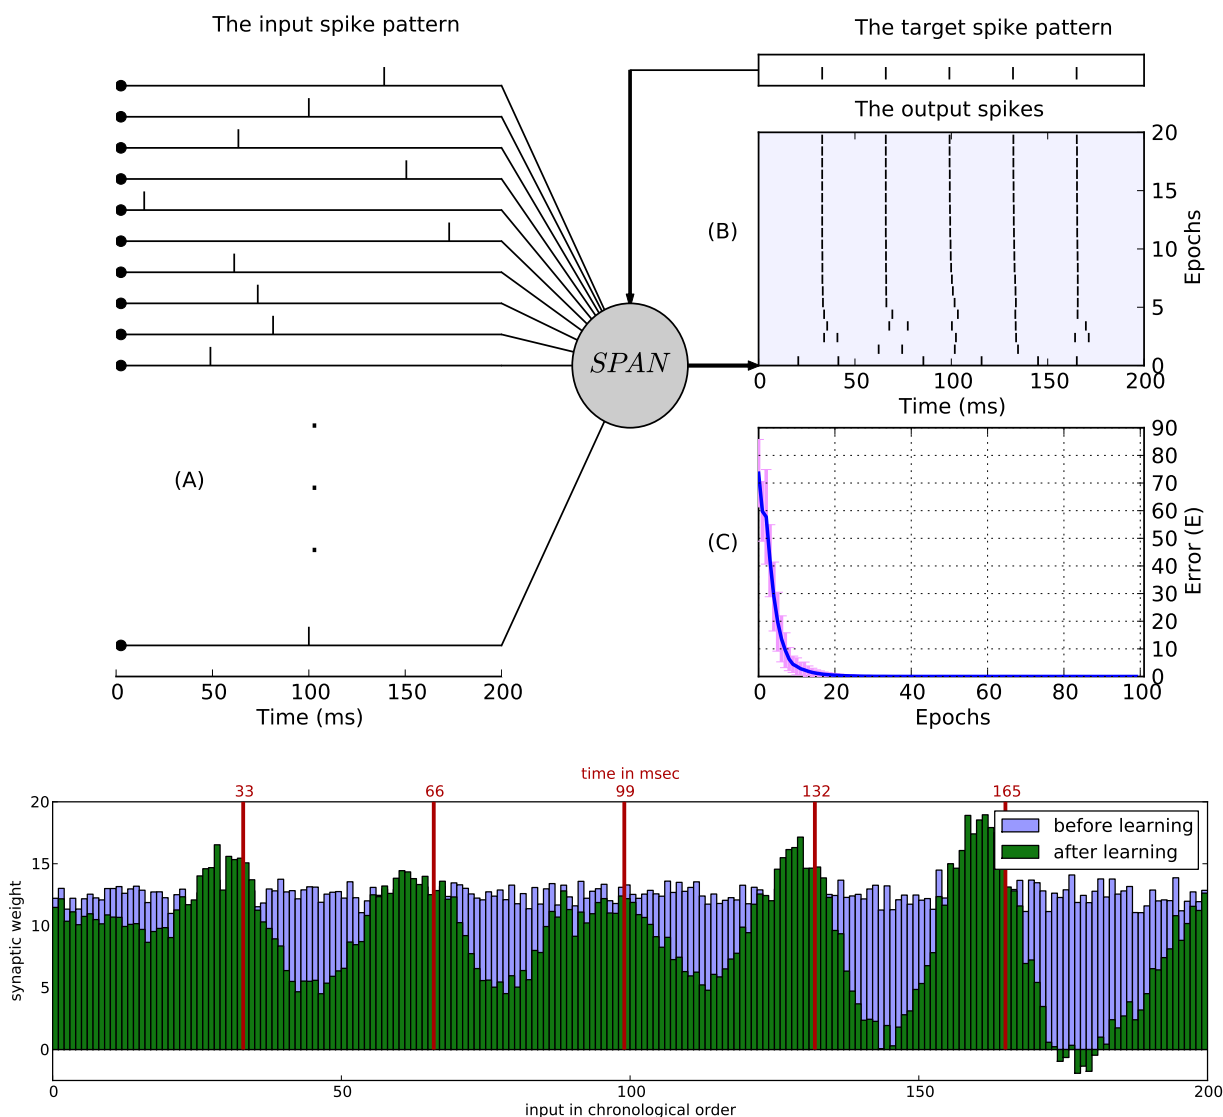 The input spike pattern
The target spike pattern
The output spikes
20
15
10
5
0
Epochs
(B)
SPAN
0 50 100 150 200
Time (ms)
(A)
90
80
70
60
50
40
30
20
10
0
Error (E)
(C)
0 50 100 150 200
Time (ms)
0 20 40 60 80 100
Epochs
time in msec
33 66 99 132 165
20
15
10
5
0
synaptic weight
before learning
after learning
0 50 100 150 200
input in chronological order